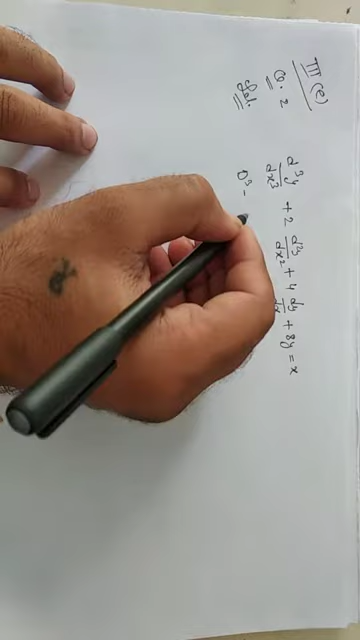 III (e)
Q. 2 d³y/dx³ + 2 d²y/dx² + 4 dy/dx + 8y = x
Sol. D³ -